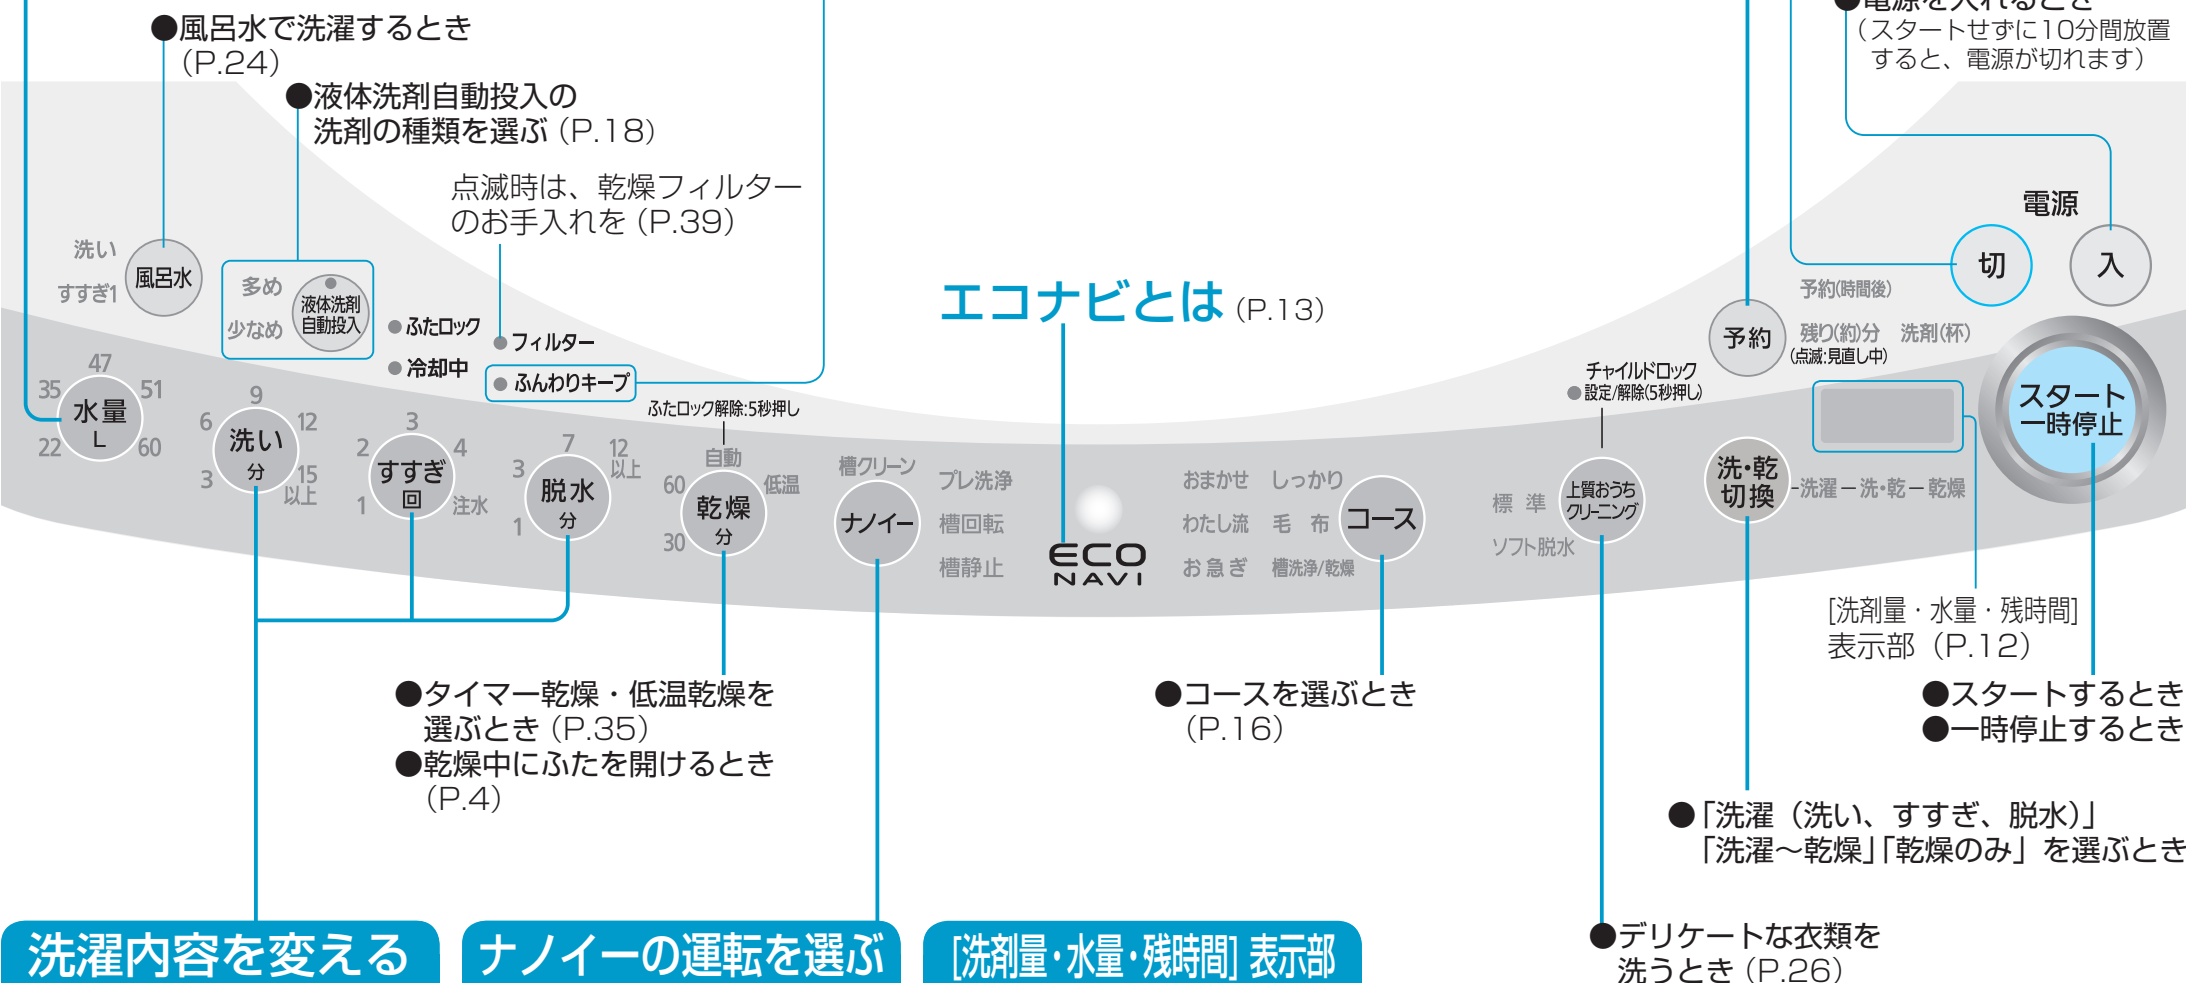 ●風呂水で洗濯するとき
(P.24)
●液体洗剤自動投入の
洗剤の種類を選ぶ (P.18)
点滅時は、乾燥フィルター
のお手入れを (P.39)
●電源を入れるとき
(スタートせずに10分間放置
すると、電源が切れます)
洗い
すすぎ1
風呂水
多め
少なめ
液体洗剤
自動投入
ふたロック
冷却中
フィルター
ふんわりキープ
エコナビとは (P.13)
電源
切
入
予約(時間後)
予約
残り(約)分 洗剤(杯)
(点滅:見直し中)
チャイルドロック
設定/解除(5秒押し)
スタート
一時停止
47
35
51
水量
L
22
60
9
6
12
洗い
分
3
15
以上
3
2
4
すすぎ
回
1
注水
7
3
12
以上
脱水
分
1
ふたロック解除:5秒押し
自動
60
低温
乾燥
分
30
槽クリーン
ナノイー
プレ洗浄
槽回転
槽静止
ECO
NAVI
おまかせ しっかり
わたし流 毛 布
お急ぎ 槽洗浄/乾燥
コース
標 準
ソフト脱水
上質おうち
クリーニング
洗・乾
切換
洗濯－洗・乾－乾燥
[洗剤量・水量・残時間]
表示部 (P.12)
●タイマー乾燥・低温乾燥を
選ぶとき (P.35)
●乾燥中にふたを開けるとき
(P.4)
●コースを選ぶとき
(P.16)
●スタートするとき
●一時停止するとき
●「洗濯(洗い、すすぎ、脱水)」
「洗濯～乾燥」「乾燥のみ」を選ぶとき
●デリケートな衣類を
洗うとき (P.26)
洗濯内容を変える
ナノイーの運転を選ぶ
[洗剤量・水量・残時間] 表示部